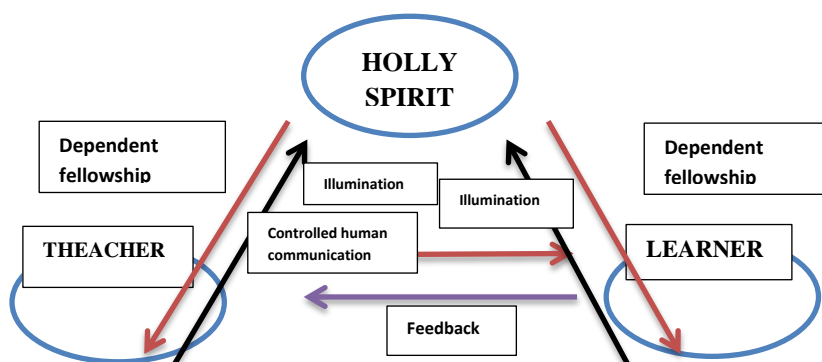 HOLLY
SPIRIT
Dependent
fellowship
Dependent
fellowship
Illumination
Illumination
Controlled human
communication
THEACHER
LEARNER
Feedback